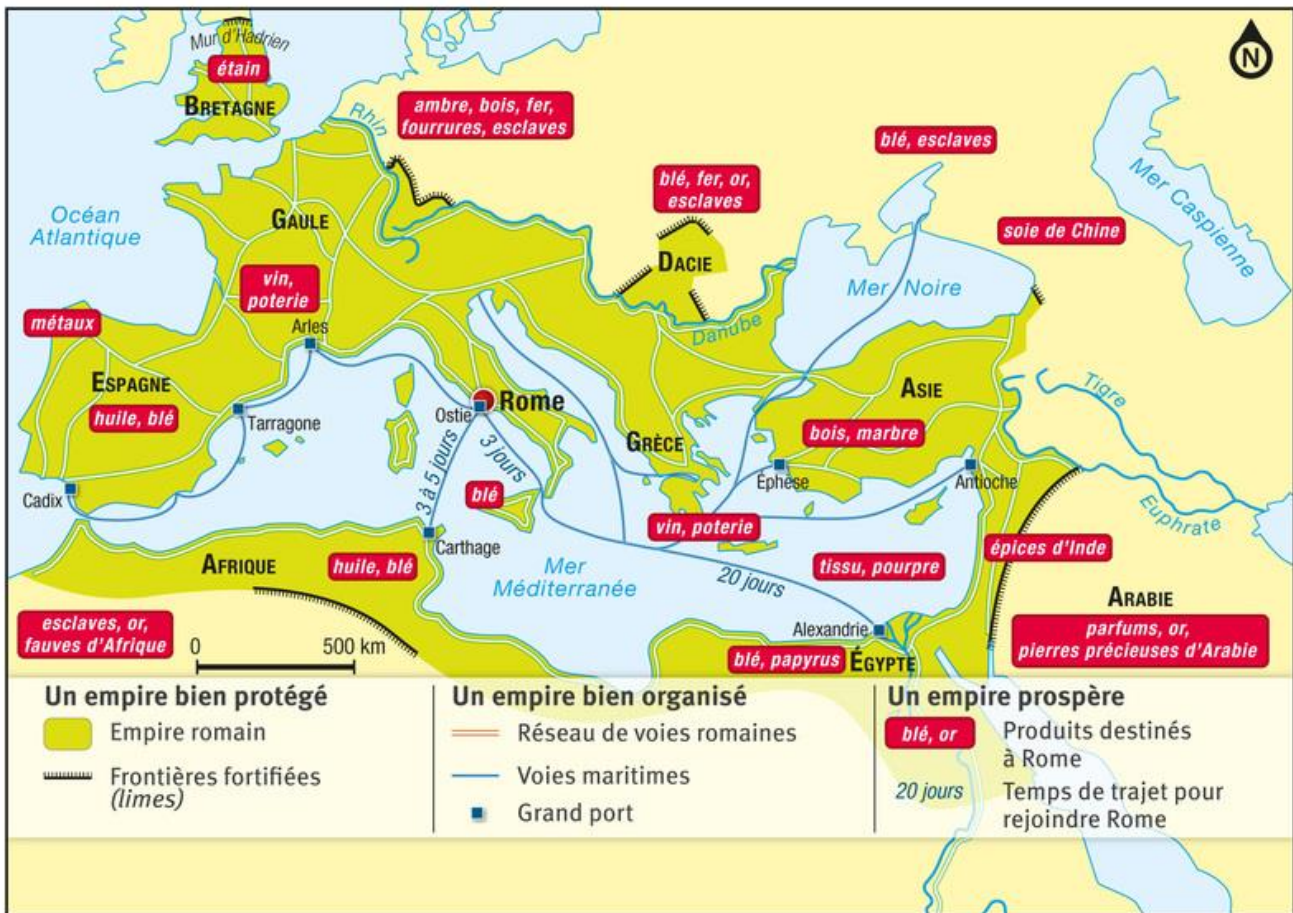 Mur d'Hadrien
étain
BRETAGNE
Rhin
ambre, bois, fer,
fourrures, esclaves
blé, esclaves
N
Océan
Atlantique
GAULE
blé, fer, or,
esclaves
DACIE
soie de Chine
Mer Caspienne
vin,
poterie
Mer Noire
Danube
métaux
Arles
ESPAGNE
huile, blé
Tarragone
Ostie
Rome
ASIE
Tigre
GRÈCE
bois, marbre
3 à 5 jours
3 jours
Cadix
blé
Éphèse
Antioche
Euphrate
vin, poterie
Carthage
AFRIQUE
huile, blé
Mer
Méditerranée
20 jours
tissu, pourpre
épices d'Inde
ARABIE
esclaves, or,
fauves d'Afrique
0
500 km
Alexandrie
parfums, or,
pierres précieuses d'Arabie
blé, papyrus
ÉGYPTE
Un empire bien protégé
Empire romain
Frontières fortifiées
(limes)
Un empire bien organisé
Réseau de voies romaines
Voies maritimes
Grand port
Un empire prospère
blé, or
Produits destinés
à Rome
20 jours
Temps de trajet pour
rejoindre Rome